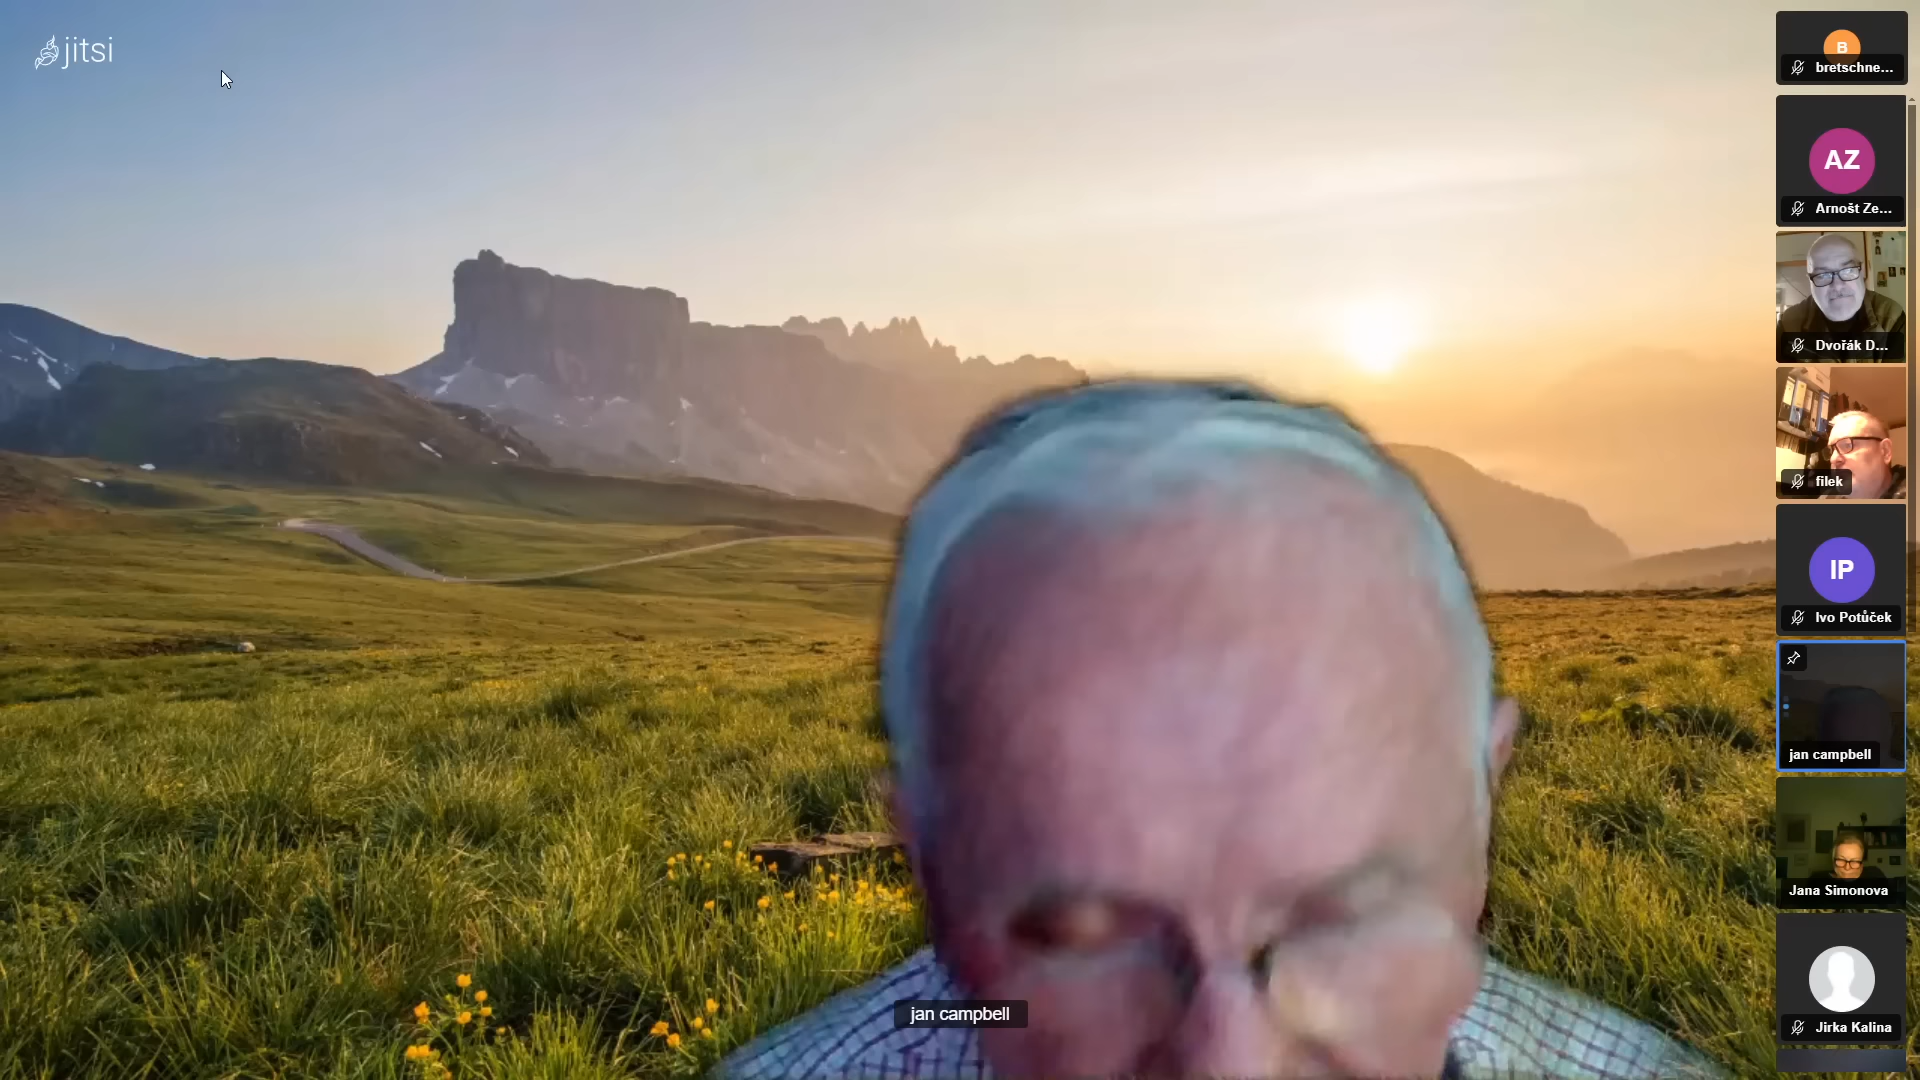 jitsi
B
bretschne...
AZ
Arnošt Ze...
Dvořák D...
filek
IP
Ivo Potůček
jan campbell
Jana Simonova
Jirka Kalina
jan campbell